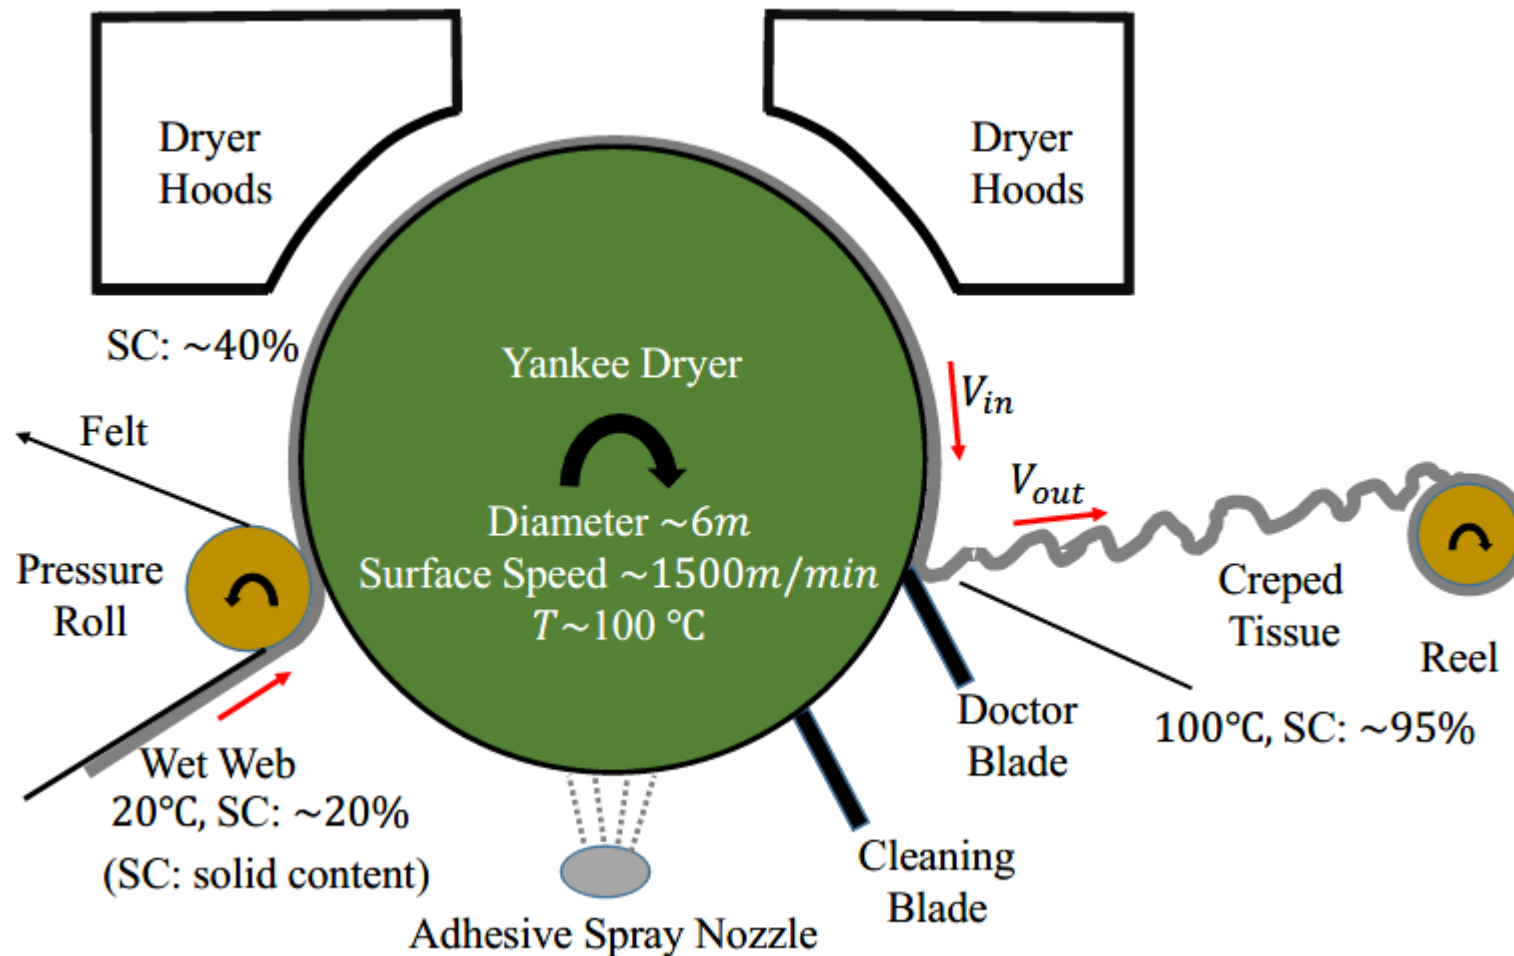 Dryer
Hoods
Dryer
Hoods
SC: ~40%
Yankee Dryer
V_in
Felt
V_out
Diameter ~6m
Surface Speed ~1500m/min
T~100 °C
Pressure
Roll
Creped
Tissue
Reel
Doctor
Blade
100°C, SC: ~95%
Wet Web
20°C, SC: ~20%
(SC: solid content)
Cleaning
Blade
Adhesive Spray Nozzle